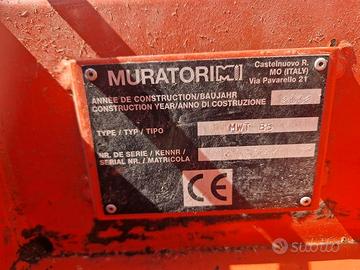 MURATORI
Castelnuovo R.
MO (ITALY)
Via Pavarello 21
ANNÉE DE CONSTRUCTION/BAUJAHR
CONSTRUCTION YEAR/ANNO DI COSTRUZIONE
TYPE / TYP / TIPO
NR. DE SERIE / KENNR /
SERIAL NR. / MATRICOLA
CE
subito